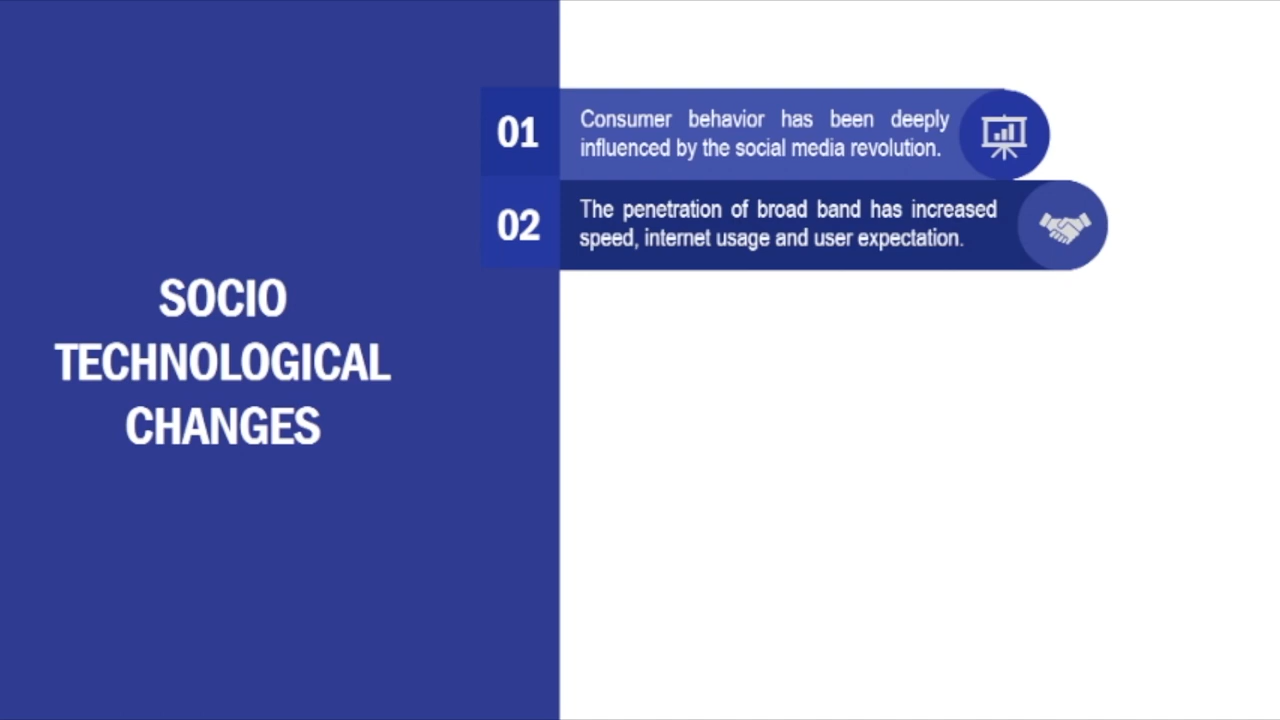 SOCIO
TECHNOLOGICAL
CHANGES
01
Consumer behavior has been deeply
influenced by the social media revolution.
02
The penetration of broad band has increased
speed, internet usage and user expectation.